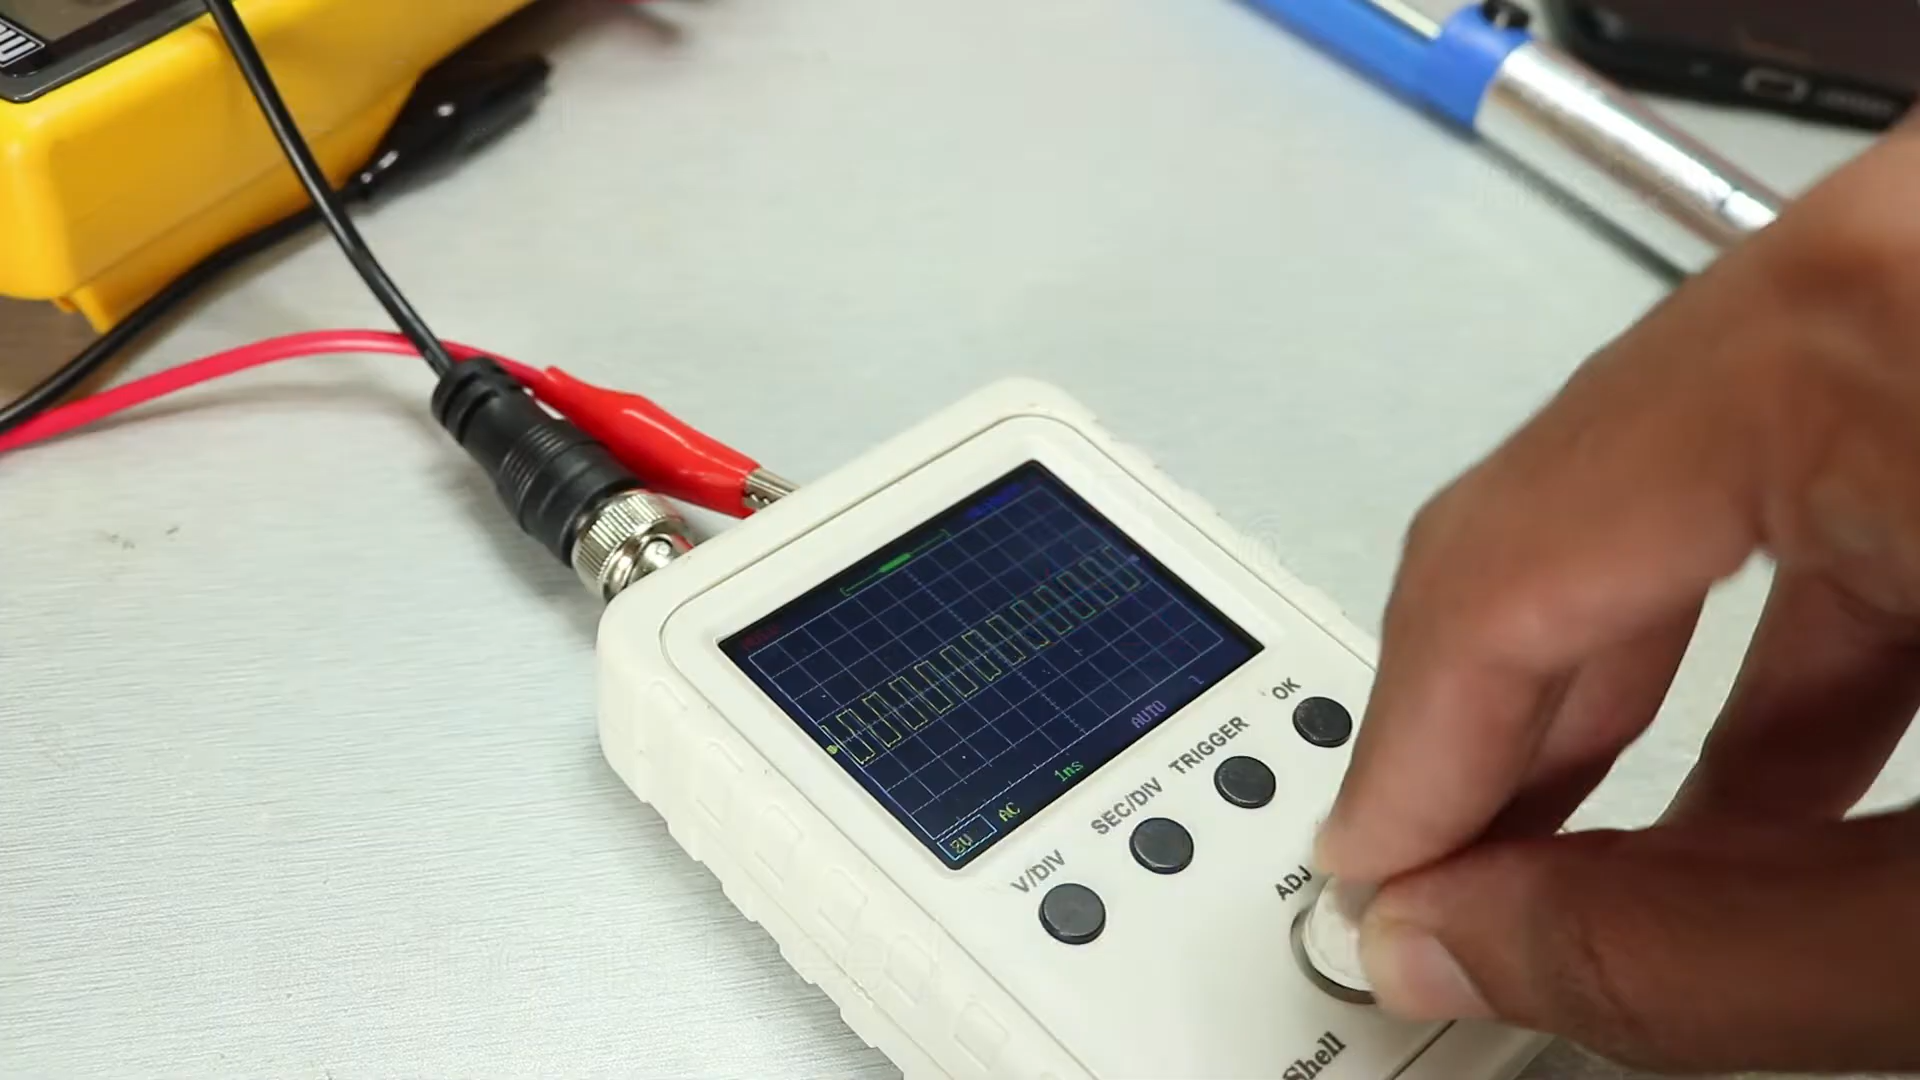 AUTO
1ms
AC
2V
OK
TRIGGER
SEC/DIV
V/DIV
ADJ
Shell